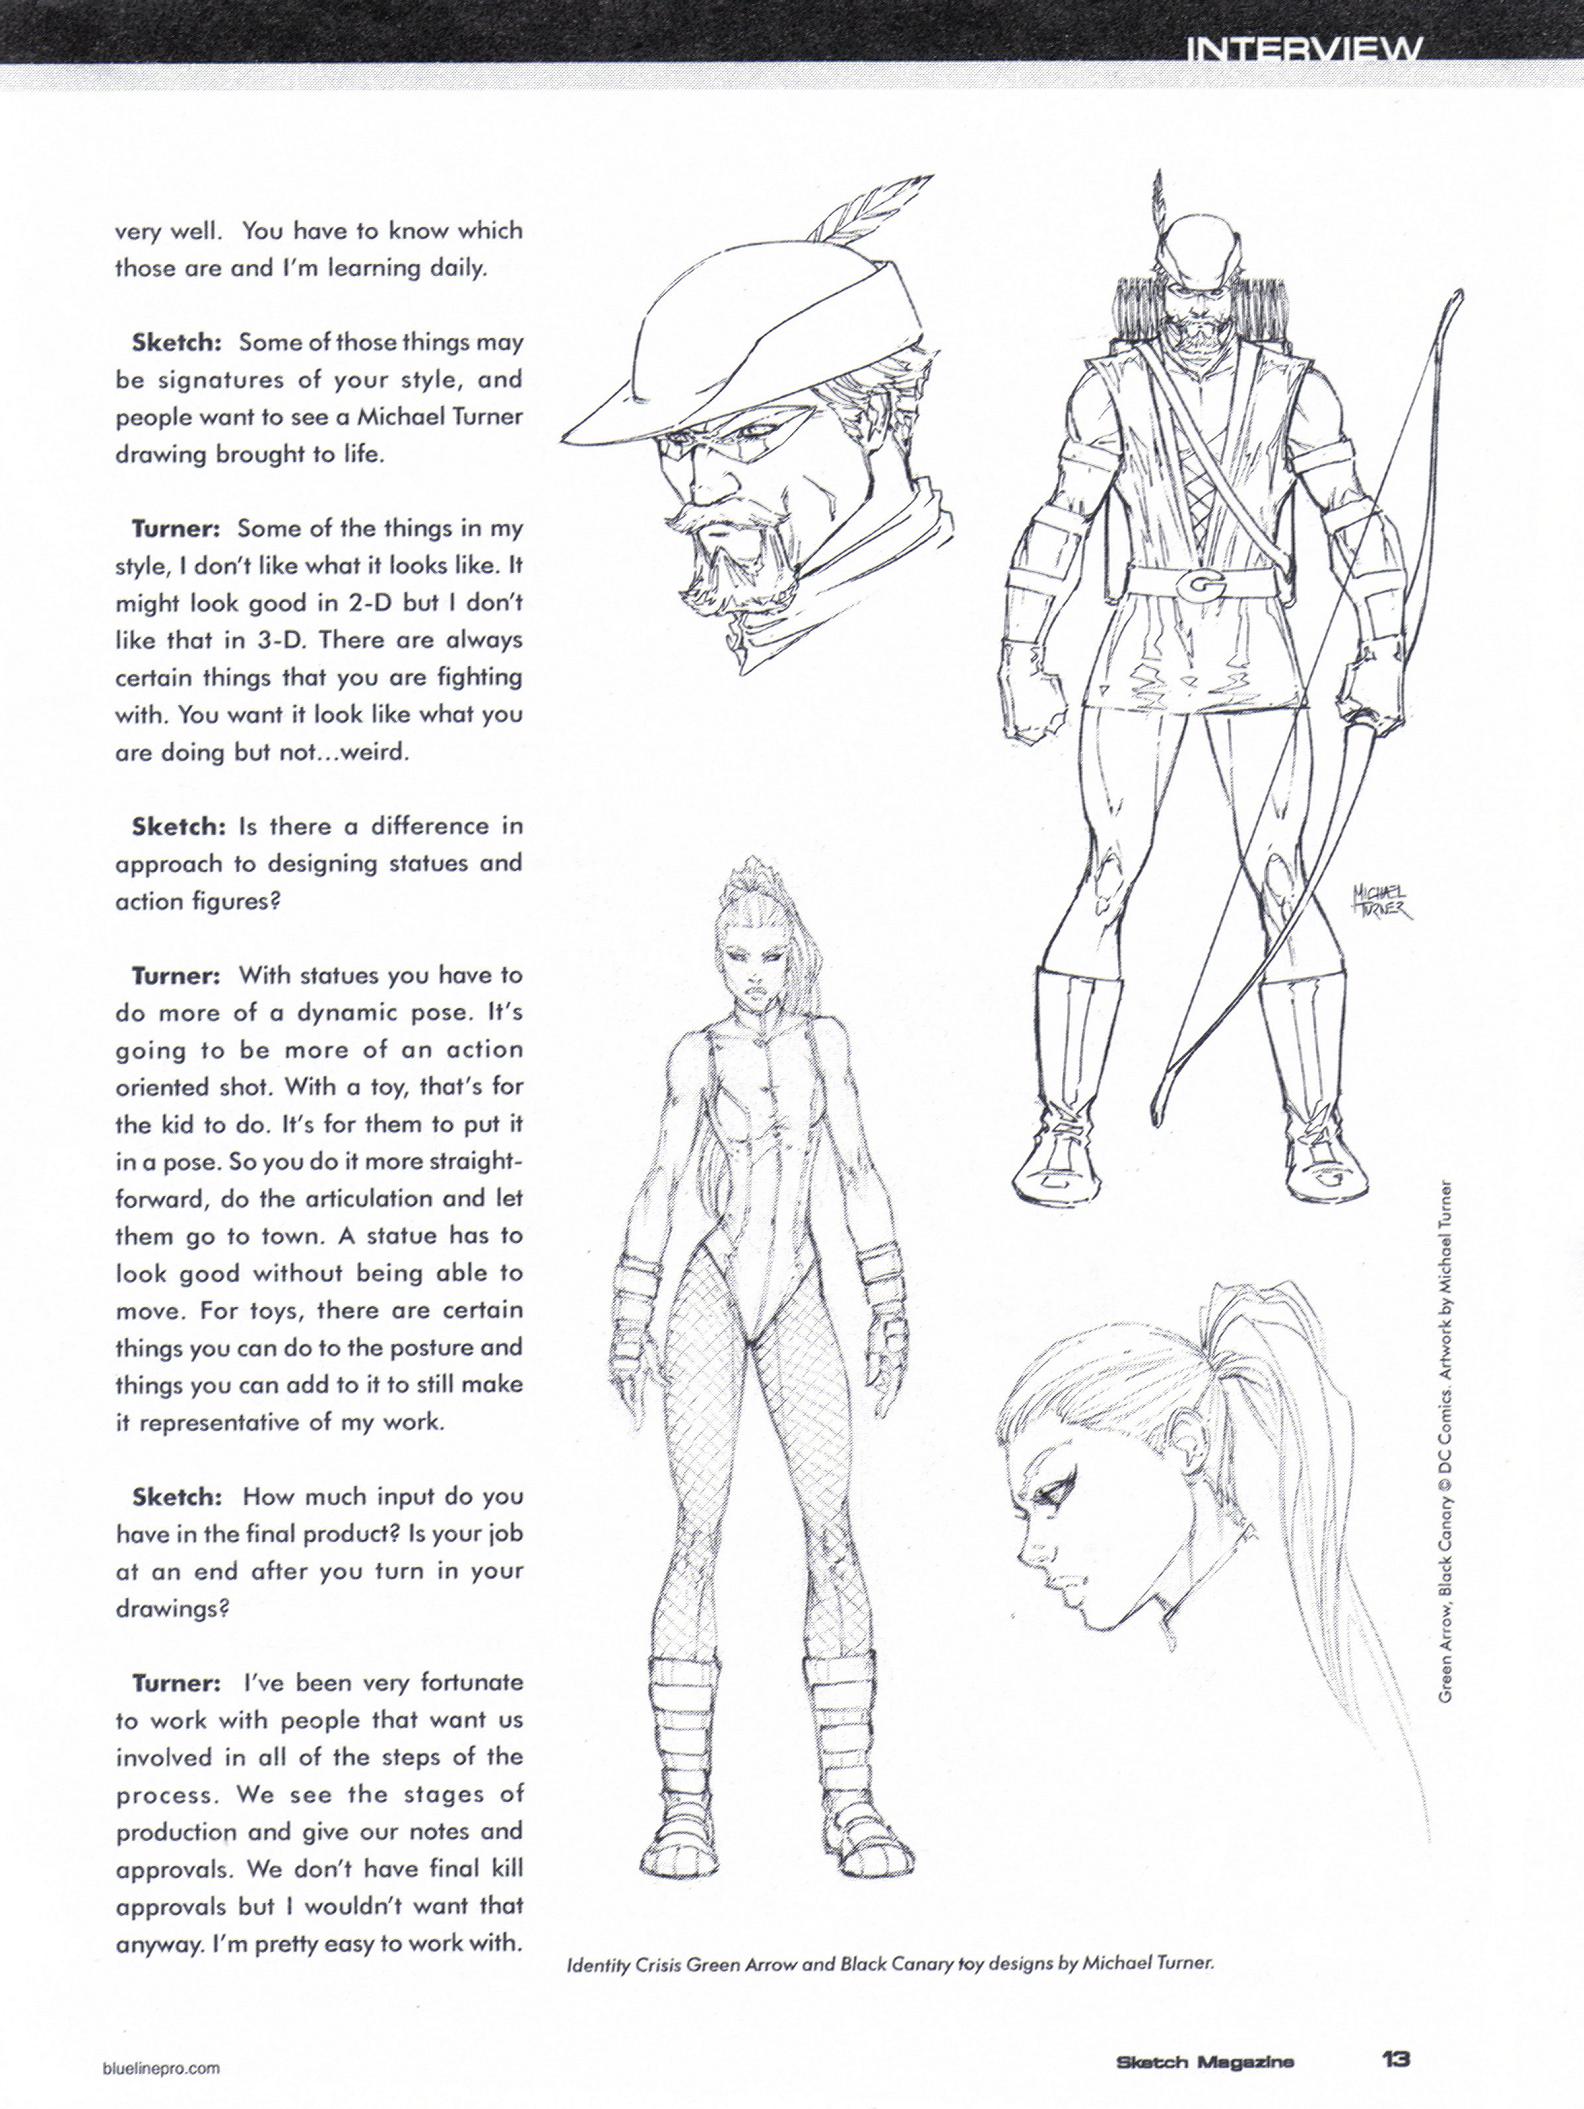 INTERVIEW
very well. You have to know which
those are and I'm learning daily.
Sketch: Some of those things may
be signatures of your style, and
people want to see a Michael Turner
drawing brought to life.
Turner: Some of the things in my
style, I don't like what it looks like. It
might look good in 2-D but I don't
like that in 3-D. There are always
certain things that you are fighting
with. You want it look like what you
are doing but not...weird.
Sketch: Is there a difference in
approach to designing statues and
action figures?
Turner: With statues you have to
do more of a dynamic pose. It's
going to be more of an action
oriented shot. With a toy, that's for
the kid to do. It's for them to put it
in a pose. So you do it more straight-
forward, do the articulation and let
them go to town. A statue has to
look good without being able to
move. For toys, there are certain
things you can do to the posture and
things you can add to it to still make
it representative of my work.
Sketch: How much input do you
have in the final product? Is your job
at an end after you turn in your
drawings?
Turner: I've been very fortunate
to work with people that want us
involved in all of the steps of the
process. We see the stages of
production and give our notes and
approvals. We don't have final kill
approvals but I wouldn't want that
anyway. I'm pretty easy to work with.
G
MICHAEL
TURNER
Green Arrow, Black Canary © DC Comics. Artwork by Michael Turner
Identity Crisis Green Arrow and Black Canary toy designs by Michael Turner.
bluelinepro.com
Sketch Magazine 13